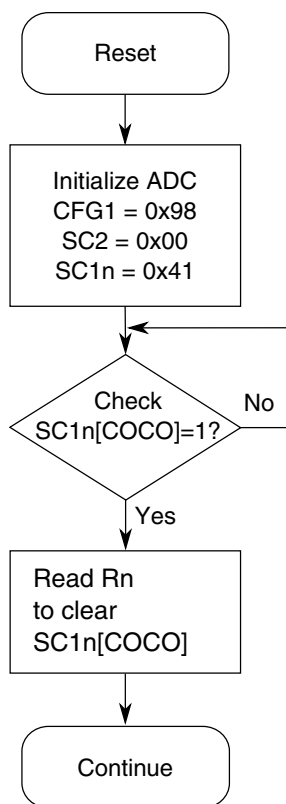 Reset
Initialize ADC
CFG1 = 0x98
SC2 = 0x00
SC1n = 0x41
Check
SC1n[COCO]=1?
No
Yes
Read Rn
to clear
SC1n[COCO]
Continue